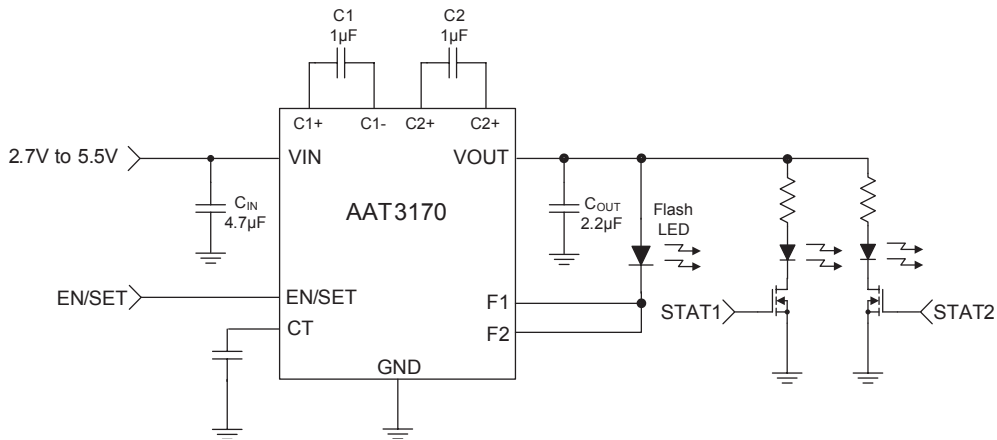 C1
1µF
C2
1µF
C1+
C1-
C2+
C2+
2.7V to 5.5V
VIN
VOUT
AAT3170
CIN
4.7µF
COUT
2.2µF
Flash
LED
EN/SET
EN/SET
CT
F1
F2
GND
STAT1
STAT2